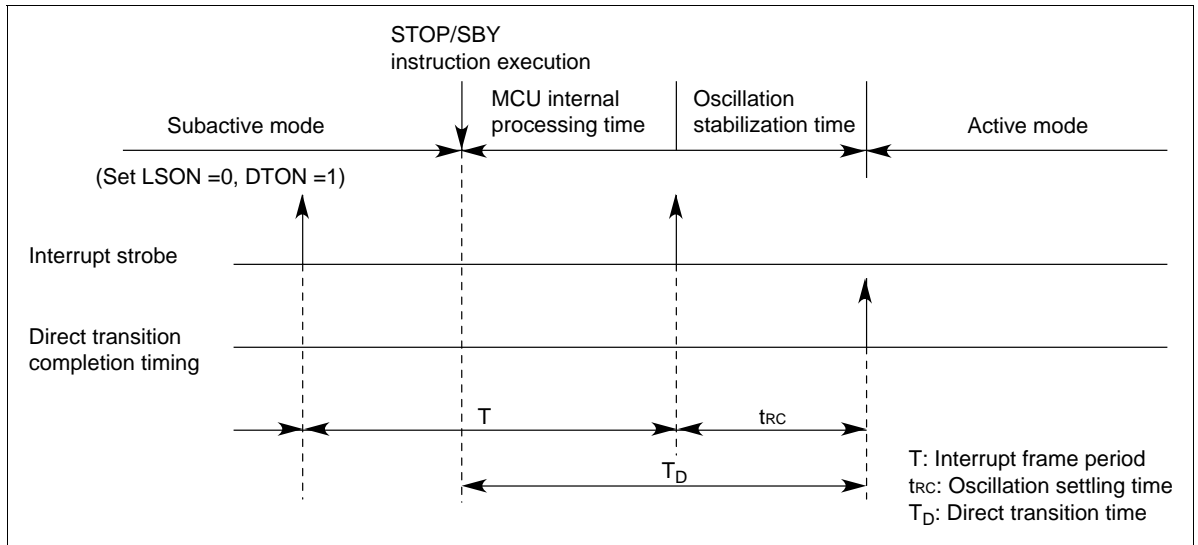 STOP/SBY
instruction execution
MCU internal
processing time
Oscillation
stabilization time
Subactive mode
Active mode
(Set LSON =0, DTON =1)
Interrupt strobe
Direct transition
completion timing
T
tRC
TD
T: Interrupt frame period
tRC: Oscillation settling time
TD: Direct transition time